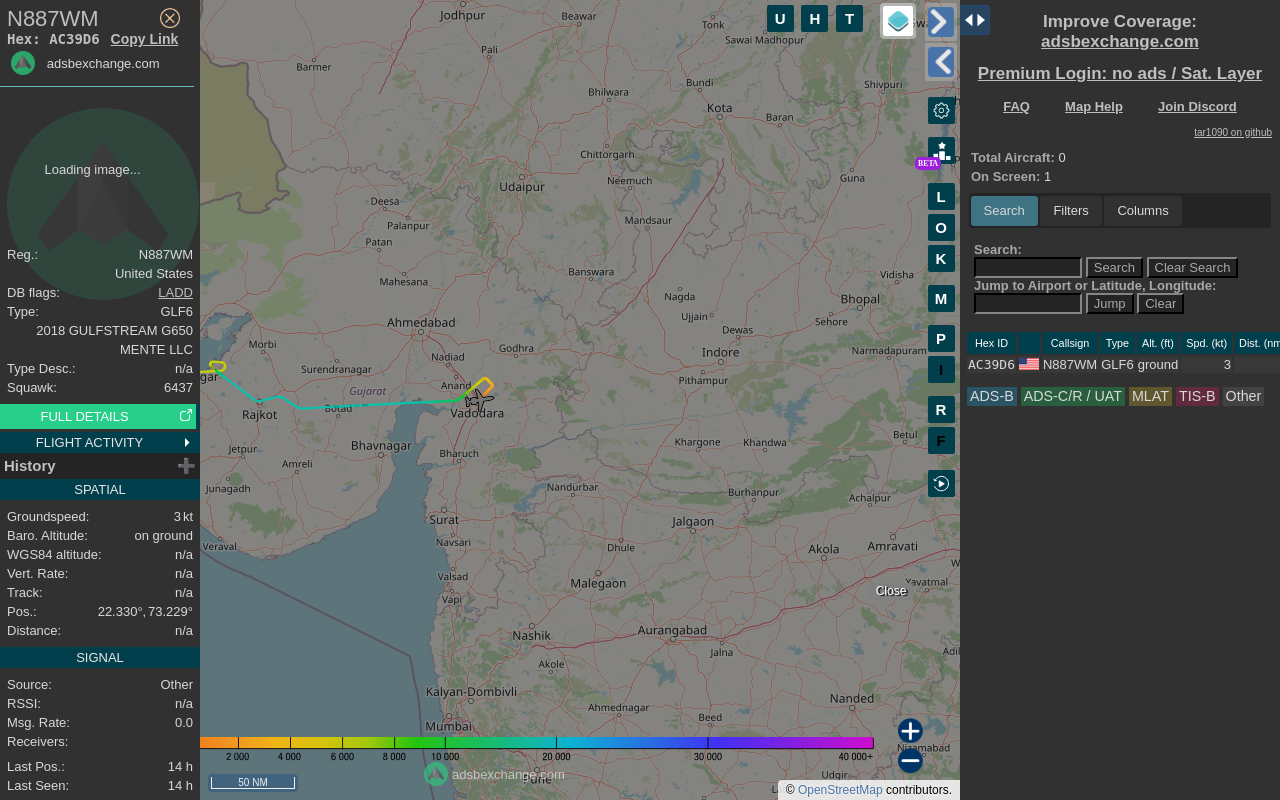 N887WM
Hex: AC39D6 Copy Link
adsbexchange.com
Loading image...
Reg.: N887WM
United States
DB flags: LADD
Type: GLF6
2018 GULFSTREAM G650
MENTE LLC
Type Desc.: n/a
Squawk: 6437
FULL DETAILS
FLIGHT ACTIVITY
History
SPATIAL
Groundspeed: 3 kt
Baro. Altitude: on ground
WGS84 altitude: n/a
Vert. Rate: n/a
Track: n/a
Pos.: 22.330°, 73.229°
Distance: n/a
SIGNAL
Source: Other
RSSI: n/a
Msg. Rate: 0.0
Receivers:
Last Pos.: 14 h
Last Seen: 14 h
Jodhpur
Beawar
Tonk
Sawai Madhopur
Pali
Barmer
Bundi
Shivpuri
Bhilwara
Kota
Baran
Chittorgarh
Udaipur
Neemuch
Guna
Deesa
Palanpur
Mandsaur
Patan
Mahesana
Banswara
Vidisha
Nagda
Bhopal
Ujjain
Sehore
Ahmedabad
Dewas
Morbi
Godhra
Indore
Narmadapuram
Nadiad
Surendranagar
gar
Gujarat
Anand
Pithampur
Rajkot
Botad
Vadodara
Jetpur
Bhavnagar
Khargone
Khandwa
Betul
Bharuch
Amreli
Junagadh
Nandurbar
Burhanpur
Achalpur
Surat
Jalgaon
Veraval
Navsari
Dhule
Akola
Amravati
Valsad
Malegaon
Close
Yavatmal
Vapi
Nashik
Aurangabad
Akole
Jalna
Adil
Kalyan-Dombivli
Nanded
Ahmednagar
Beed
Mumbai
Nizamabad
2 000 4 000 6 000 8 000 10 000 20 000 30 000 40 000+
adsbexchange.com
Pune
Udgir
50 NM
© OpenStreetMap contributors.
U H T
BETA
L
O
K
M
P
I
R
F
Improve Coverage:
adsbexchange.com
Premium Login: no ads / Sat. Layer
FAQ Map Help Join Discord
tar1090 on github
Total Aircraft: 0
On Screen: 1
Search Filters Columns
Search:
Search Clear Search
Jump to Airport or Latitude, Longitude:
Jump Clear
Hex ID Callsign Type Alt. (ft) Spd. (kt) Dist. (nm
AC39D6 N887WM GLF6 ground 3
ADS-B ADS-C/R / UAT MLAT TIS-B Other